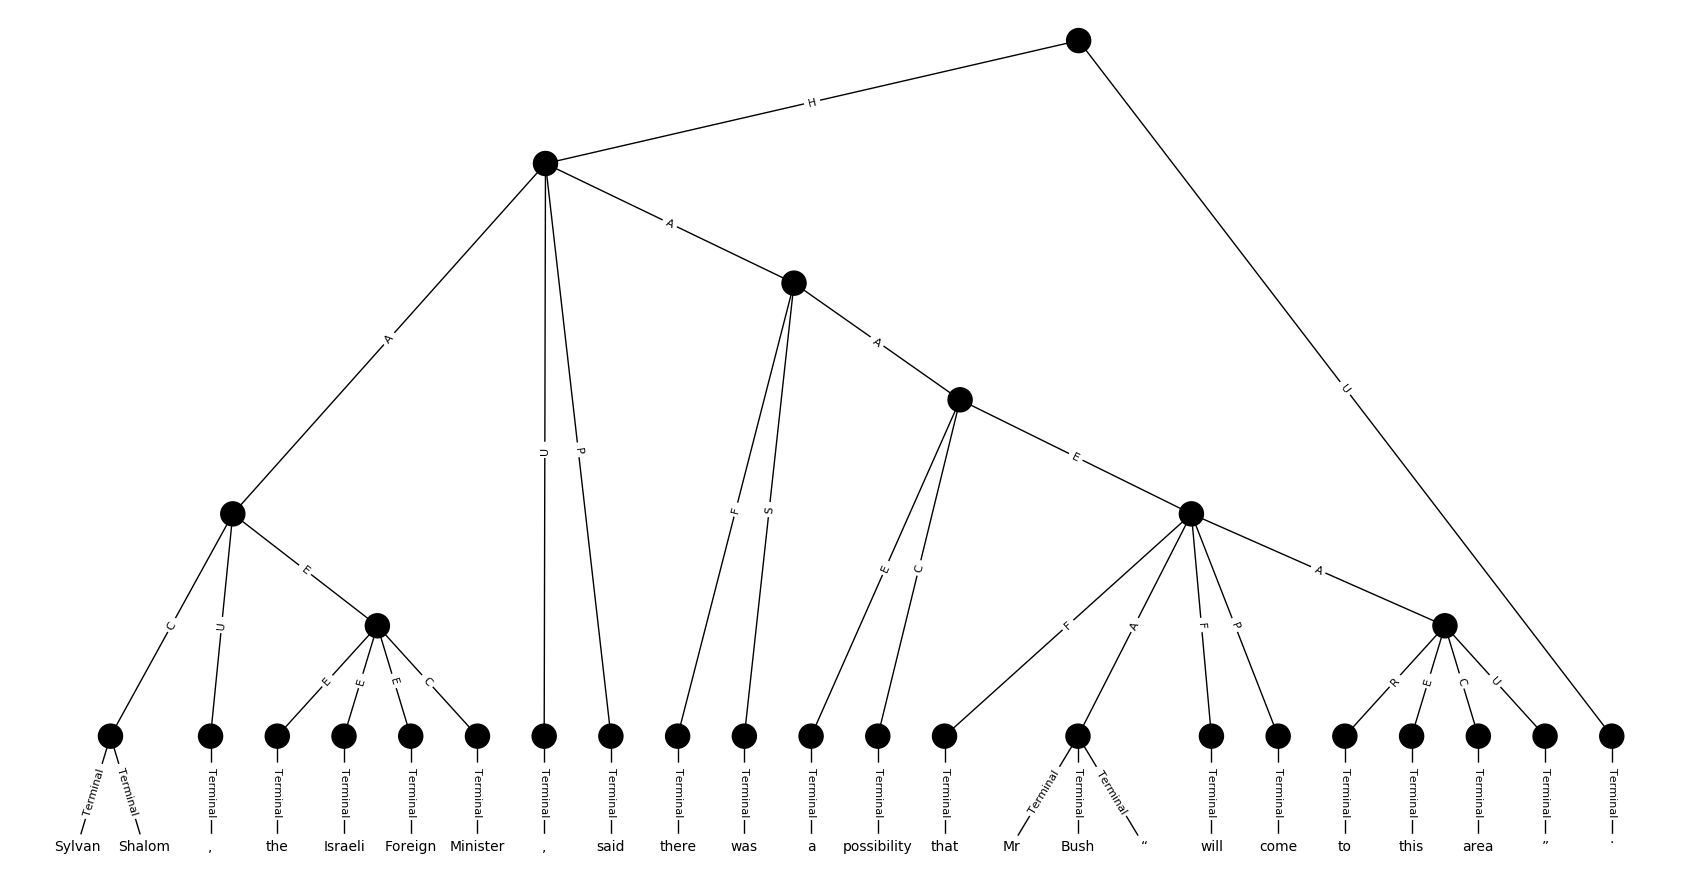 H
A
U
A
A
U
P
F
S
E
C
U
E
E
C
F
A
F
P
A
E
E
E
C
R
E
C
U
Terminal Terminal Terminal Terminal Terminal Terminal Terminal Terminal Terminal Terminal Terminal Terminal Terminal Terminal Terminal Terminal Terminal Terminal Terminal Terminal Terminal Terminal Terminal Terminal
Sylvan Shalom , the Israeli Foreign Minister , said there was a possibility that Mr Bush “ will come to this area ” .